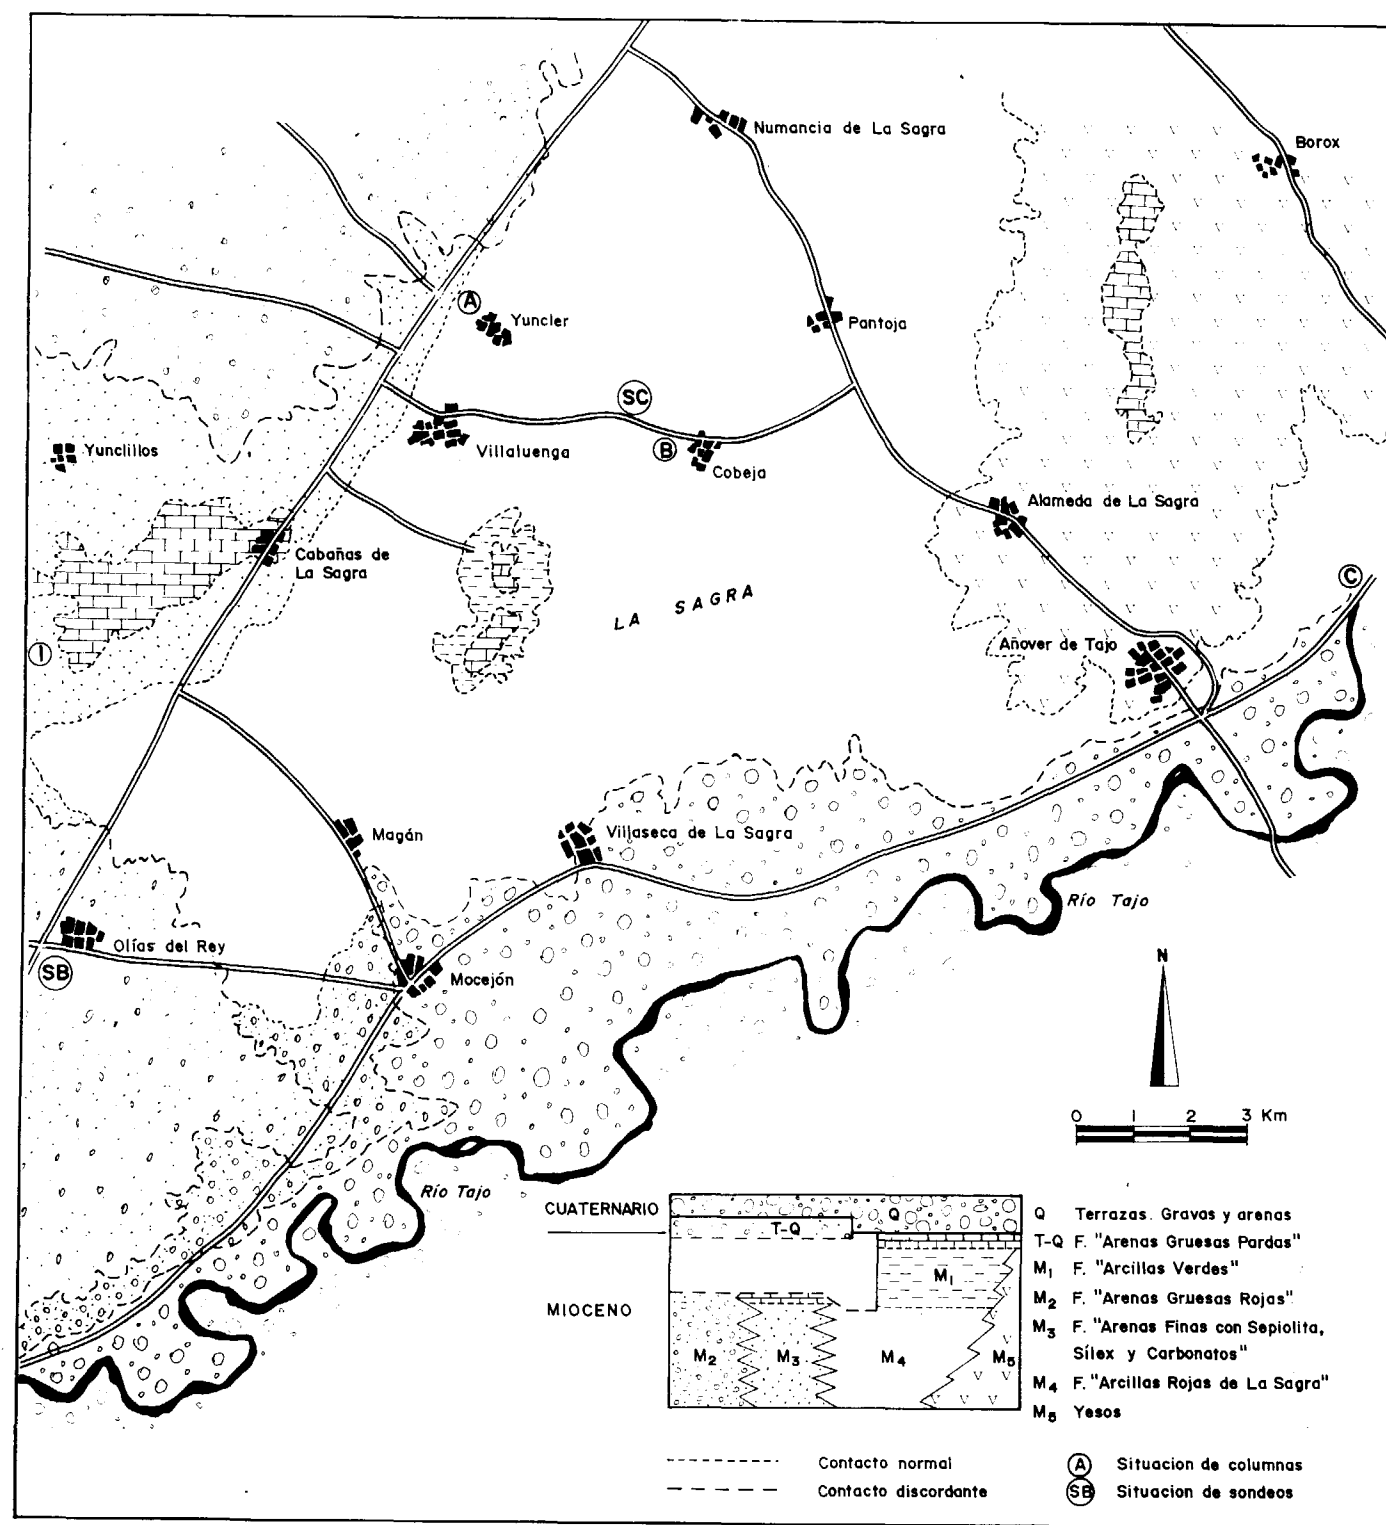 Numancia de La Sagra
Borox
A
Yuncler
Pantoja
SC
B
Cobeja
Villaluenga
Yunclillos
Alameda de La Sagra
Cabañas de
La Sagra
LA SAGRA
C
1
Añover de Tajo
Magán
Villaseca de La Sagra
Río Tajo
Olías del Rey
SB
Mocejón
N
0 1 2 3 Km
Río Tajo
CUATERNARIO
MIOCENO
Q
T-Q
M1
M2
M3
M4
M5
Q Terrazas. Gravas y arenas
T-Q F. "Arenas Gruesas Pardas"
M1 F. "Arcillas Verdes"
M2 F. "Arenas Gruesas Rojas"
M3 F. "Arenas Finas con Sepiolita,
Sílex y Carbonatos"
M4 F. "Arcillas Rojas de La Sagra"
M5 Yesos
Contacto normal
Contacto discordante
A Situacion de columnas
SB Situacion de sondeos